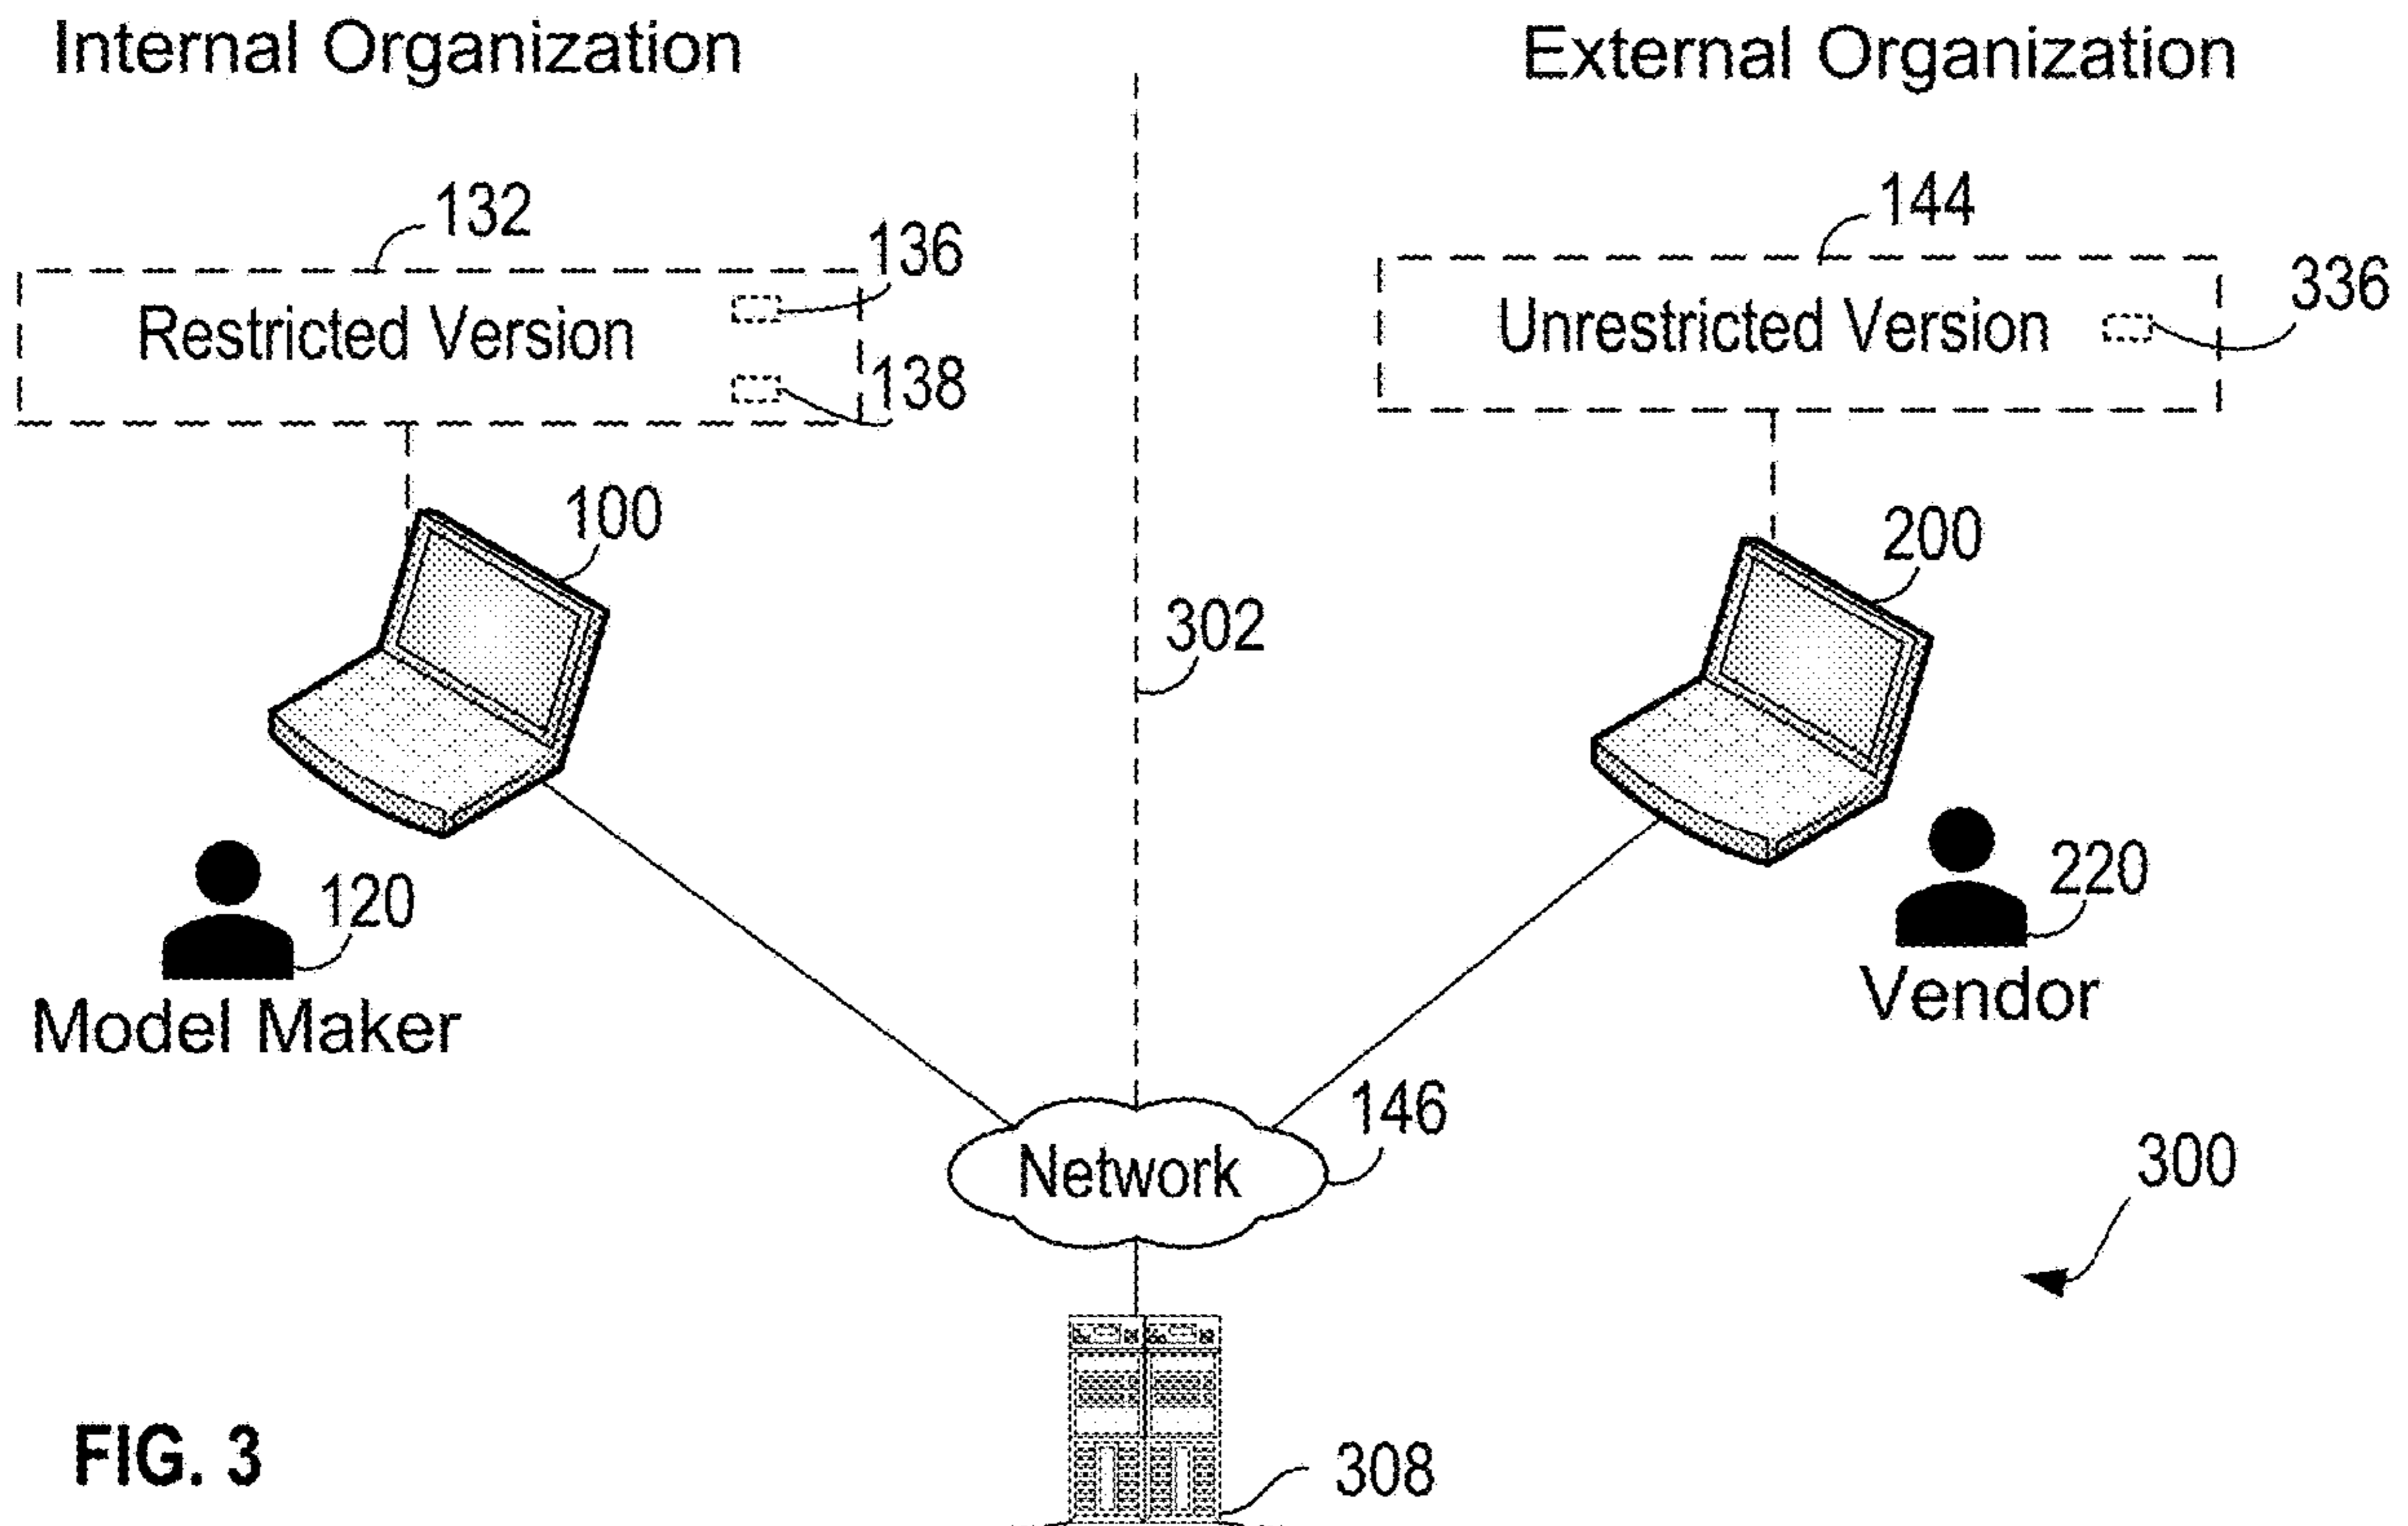 Internal Organization
External Organization
132
136
144
336
Restricted Version
Unrestricted Version
138
100
200
302
120
220
Model Maker
Vendor
146
Network
300
FIG. 3
308